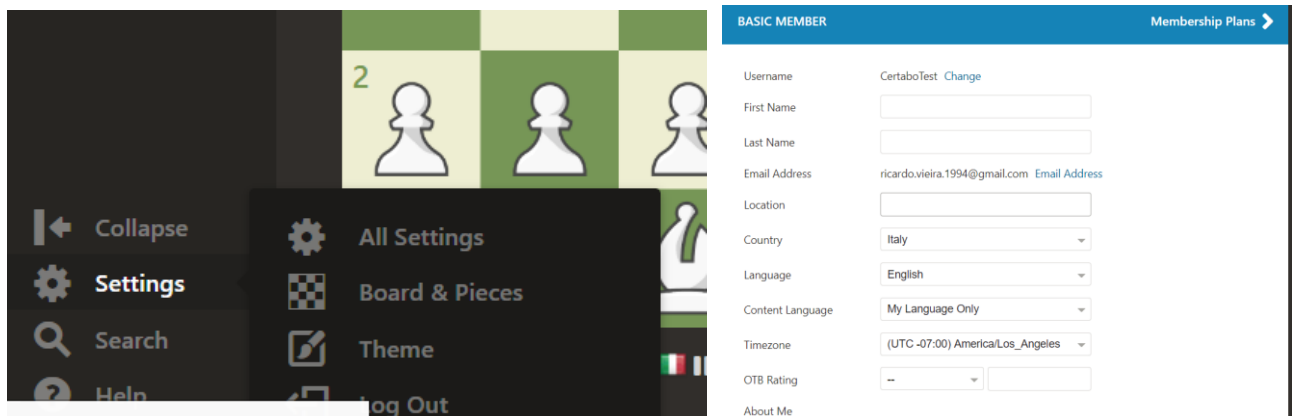 2
Collapse
Settings
Search
Help
All Settings
Board & Pieces
Theme
Log Out
BASIC MEMBER Membership Plans
Username CertaboTest Change
First Name
Last Name
Email Address ricardo.vieira.1994@gmail.com Email Address
Location
Country Italy
Language English
Content Language My Language Only
Timezone (UTC -07:00) America/Los_Angeles
OTB Rating --
About Me